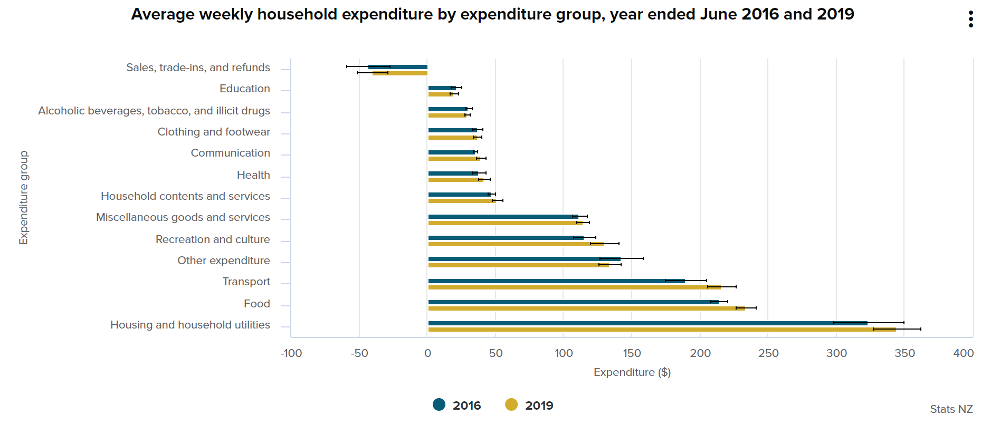 Average weekly household expenditure by expenditure group, year ended June 2016 and 2019
Expenditure group
Sales, trade-ins, and refunds
Education
Alcoholic beverages, tobacco, and illicit drugs
Clothing and footwear
Communication
Health
Household contents and services
Miscellaneous goods and services
Recreation and culture
Other expenditure
Transport
Food
Housing and household utilities
-100 -50 0 50 100 150 200 250 300 350 400
Expenditure ($)
2016 2019
Stats NZ